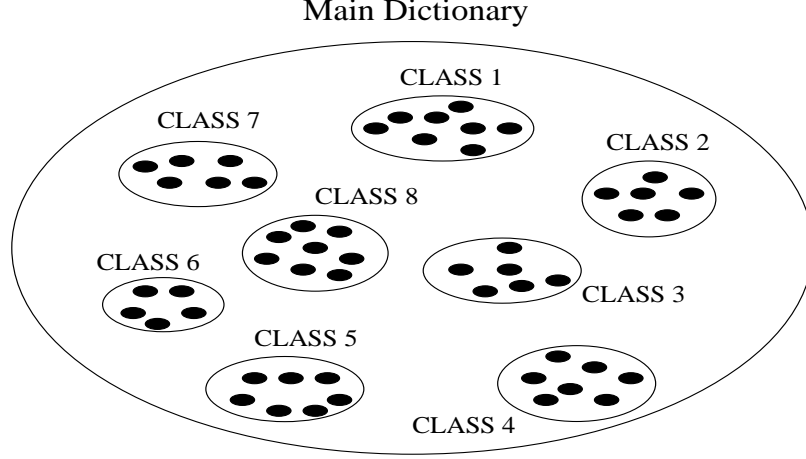 Main Dictionary
CLASS 1
CLASS 7
CLASS 2
CLASS 8
CLASS 6
CLASS 3
CLASS 5
CLASS 4